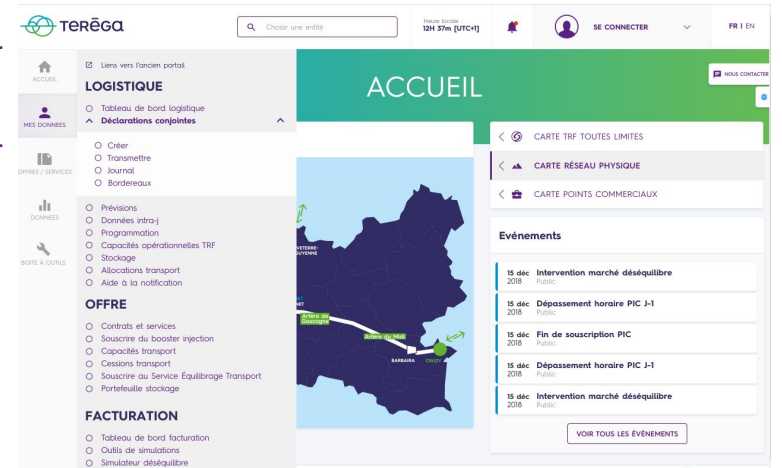 TERĒGA
Choisir une entité
Heure locale
12H 37m [UTC+1]
SE CONNECTER
FR I EN
ACCUEIL
MES DONNEES
OFFRES / SERVICES
DONNEES
BOITE A OUTILS
Liens vers l'ancien portail
LOGISTIQUE
Tableau de bord logistique
Déclarations conjointes
Créer
Transmettre
Journal
Bordereaux
Prévisions
Données intra-j
Programmation
Capacités opérationnelles TRF
Stockage
Allocations transport
Aide à la notification
OFFRE
Contrats et services
Souscrire du booster injection
Capacités transport
Cessions transport
Souscrire au Service Équilibrage Transport
Portefeuille stockage
FACTURATION
Tableau de bord facturation
Outils de simulations
Simulateur déséquilibre
ACCUEIL
NOUS CONTACTER
Artère de
Gascogne
Artère du Midi
BARBAIRA
CRUZY
CARTE TRF TOUTES LIMITES
CARTE RÉSEAU PHYSIQUE
CARTE POINTS COMMERCIAUX
Evénements
15 déc Intervention marché déséquilibre
2018 Public
15 déc Dépassement horaire PIC J-1
2018 Public
15 déc Fin de souscription PIC
2018 Public
15 déc Dépassement horaire PIC J-1
2018 Public
15 déc Intervention marché déséquilibre
2018 Public
VOIR TOUS LES ÉVÉNEMENTS